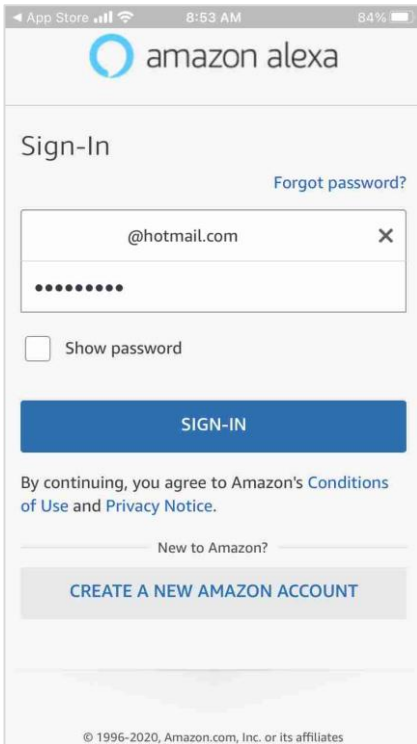 App Store 8:53 AM 84%
amazon alexa
Sign-In
Forgot password?
@hotmail.com
•••••••••
Show password
SIGN-IN
By continuing, you agree to Amazon's Conditions
of Use and Privacy Notice.
New to Amazon?
CREATE A NEW AMAZON ACCOUNT
© 1996-2020, Amazon.com, Inc. or its affiliates